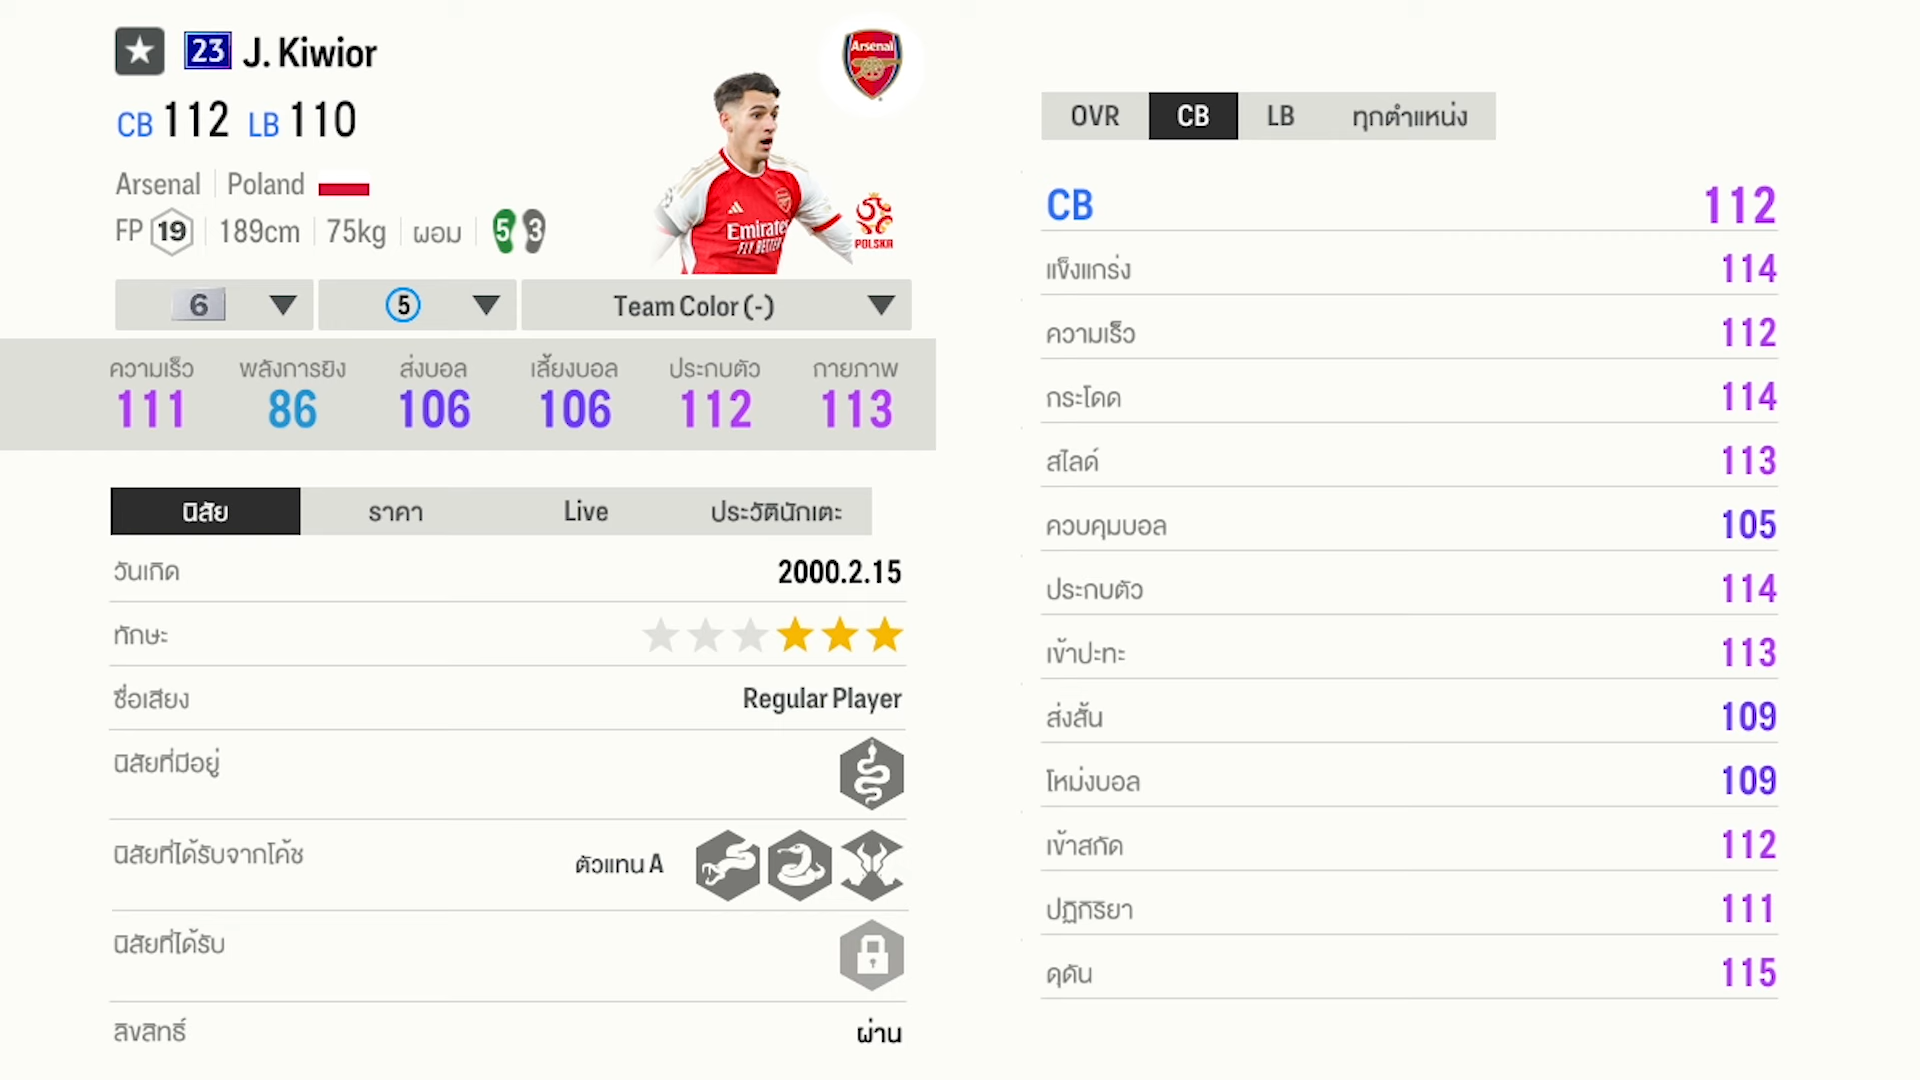 23 J. Kiwior
CB 112 LB 110
Arsenal Poland
FP 19 189cm 75kg ผอม 5 3
Arsenal
Emirates
FLY BETTER
POLSKA
6 5 Team Color (-)
ความเร็ว พลังการยิง ส่งบอล เลี้ยงบอล ประกบตัว กายภาพ
111 86 106 106 112 113
นิสัย ราคา Live ประวัตินักเตะ
วันเกิด 2000.2.15
ทักษะ
ชื่อเสียง Regular Player
นิสัยที่มีอยู่
นิสัยที่ได้รับจากโค้ช ตัวแทน A
นิสัยที่ได้รับ
ลิขสิทธิ์ ผ่าน
OVR CB LB ทุกตำแหน่ง
CB 112
แข็งแกร่ง 114
ความเร็ว 112
กระโดด 114
สไลด์ 113
ควบคุมบอล 105
ประกบตัว 114
เข้าปะทะ 113
ส่งสั้น 109
โหม่งบอล 109
เข้าสกัด 112
ปฏิกิริยา 111
ดุดัน 115